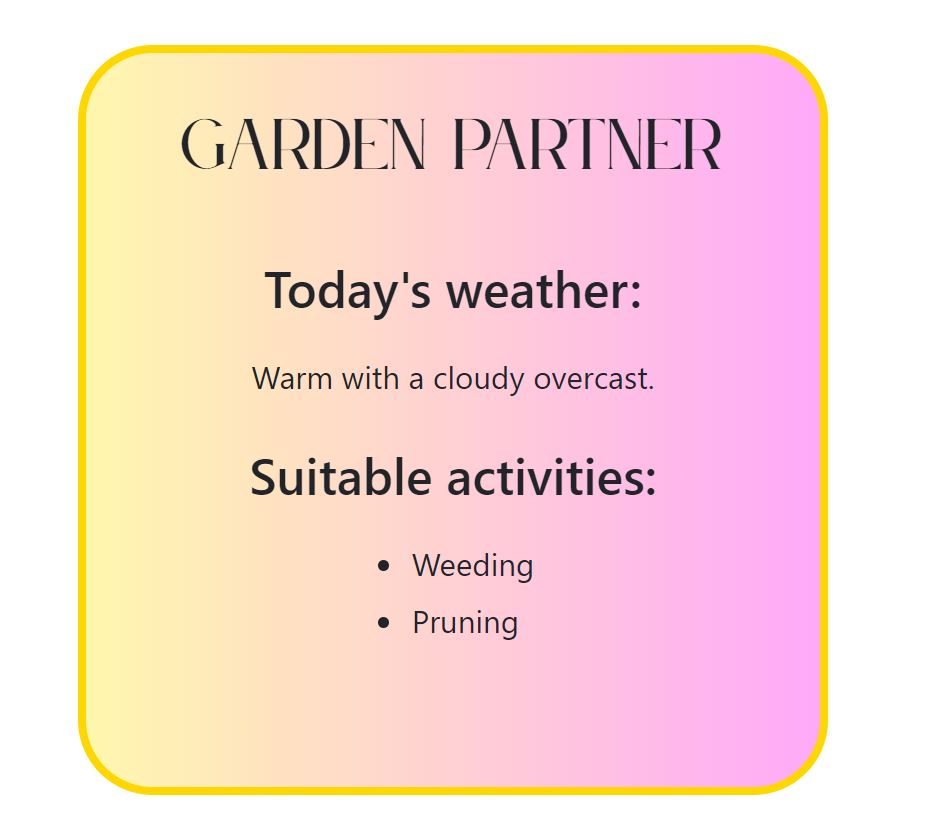 GARDEN PARTNER
Today's weather:
Warm with a cloudy overcast.
Suitable activities:
• Weeding
• Pruning